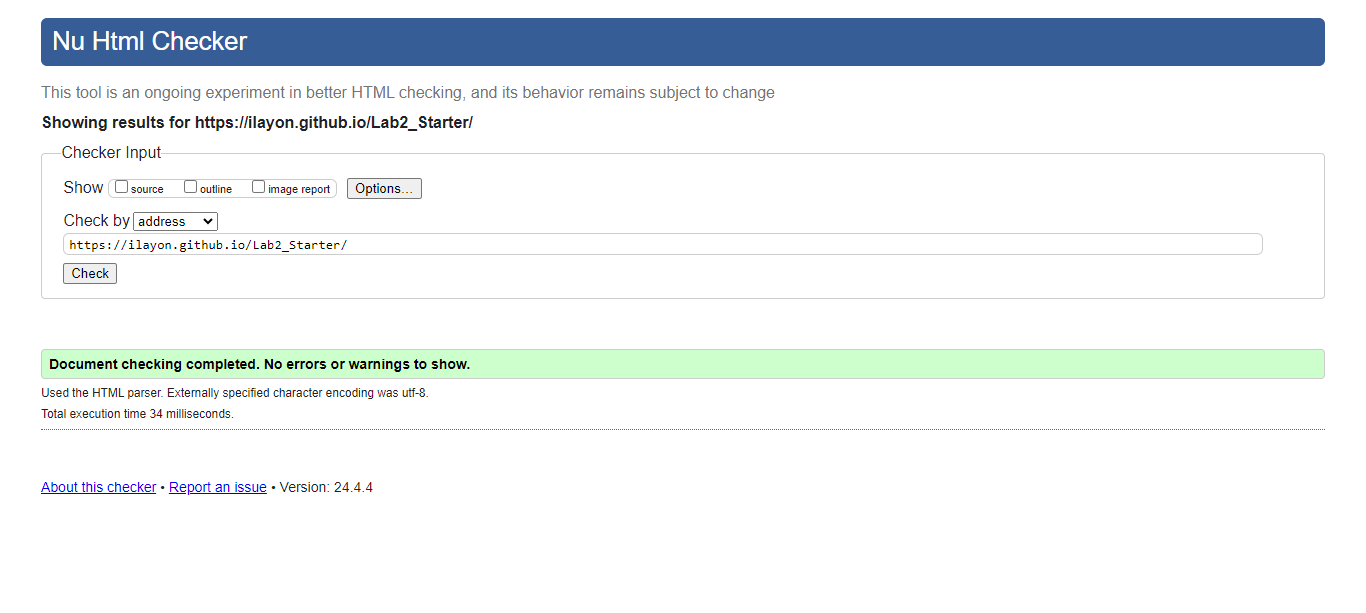 Nu Html Checker
This tool is an ongoing experiment in better HTML checking, and its behavior remains subject to change
Showing results for https://ilayon.github.io/Lab2_Starter/
Checker Input
Show source outline image report Options...
Check by address
https://ilayon.github.io/Lab2_Starter/
Check
Document checking completed. No errors or warnings to show.
Used the HTML parser. Externally specified character encoding was utf-8.
Total execution time 34 milliseconds.
About this checker • Report an issue • Version: 24.4.4